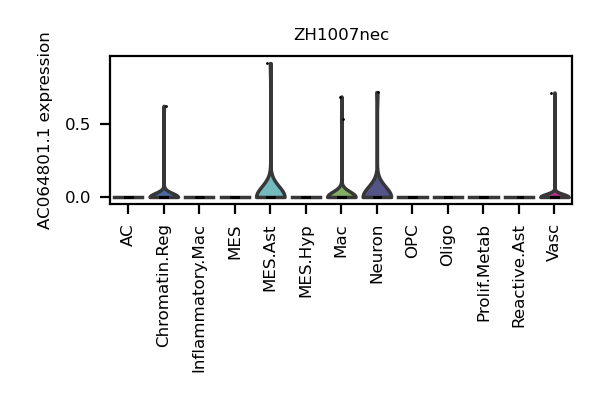 ZH1007nec
AC064801.1 expression
0.5
0.0
AC
Chromatin.Reg
Inflammatory.Mac
MES
MES.Ast
MES.Hyp
Mac
Neuron
OPC
Oligo
Prolif.Metab
Reactive.Ast
Vasc